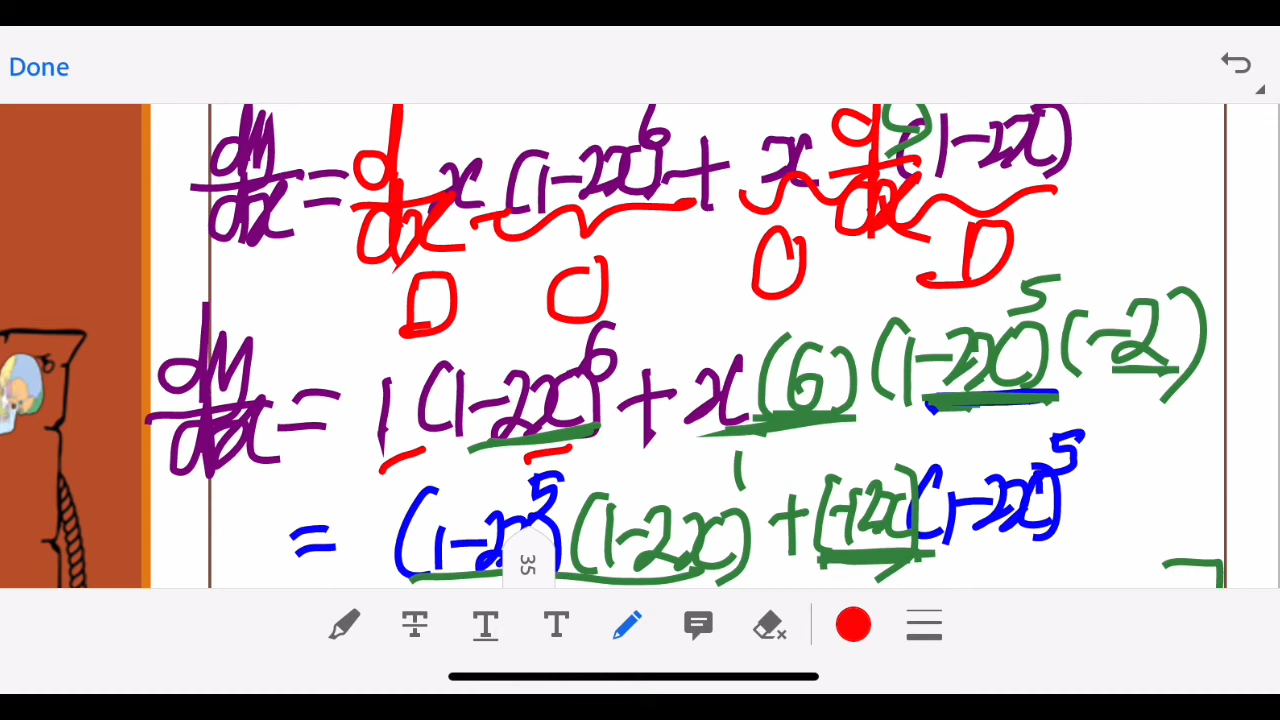 Done
dy/dx = d/dx x (1-2x)^6 + x d/dx (1-2x)
D O O D
dy/dx = 1 (1-2x)^6 + x (6) (1-2x)^5 (-2)
= (1-2x)^5 (1-2x)^1 + (-12x) (1-2x)^5
35
T T T